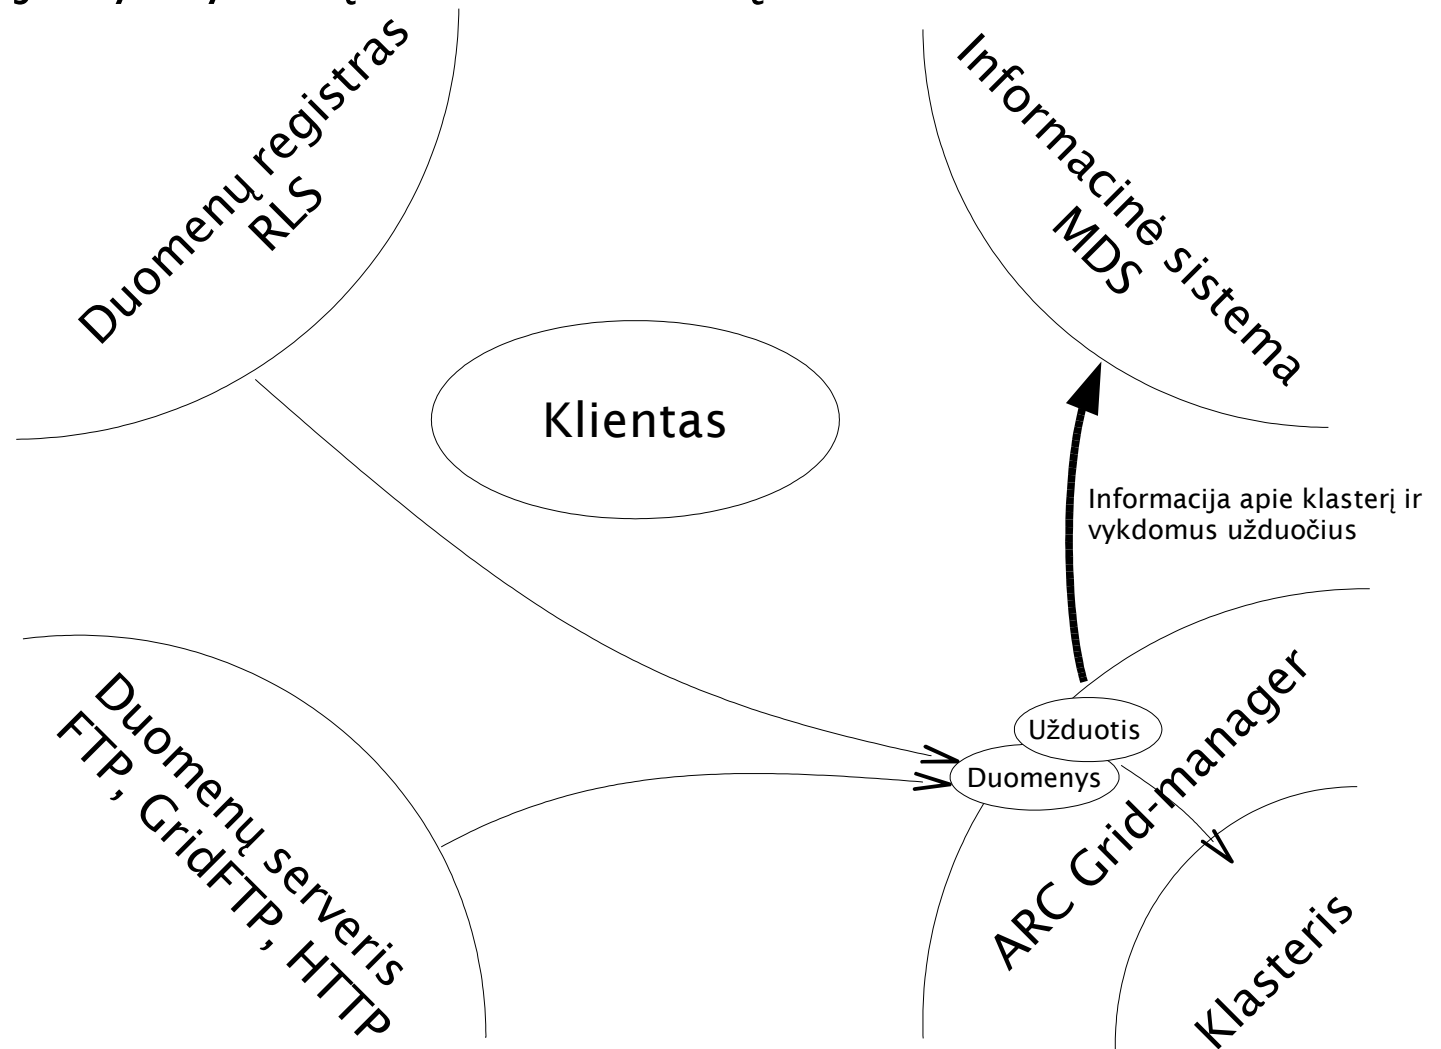 Duomenų registras
RLS
Informacinė sistema
MDS
Klientas
Informacija apie klasterį ir
vykdomus užduočius
Užduotis
Duomenys
Duomenų serveris
FTP, GridFTP, HTTP
ARC Grid-manager
Klasteris